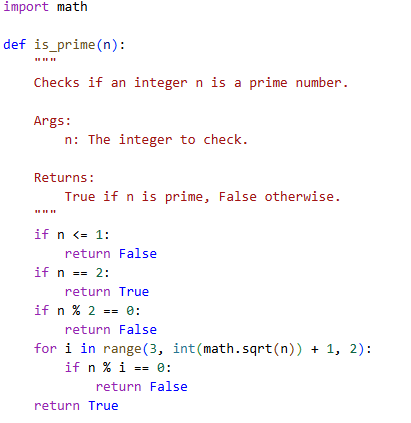 import math

def is_prime(n):
    """
    Checks if an integer n is a prime number.

    Args:
        n: The integer to check.

    Returns:
        True if n is prime, False otherwise.
    """
    if n <= 1:
        return False
    if n == 2:
        return True
    if n % 2 == 0:
        return False
    for i in range(3, int(math.sqrt(n)) + 1, 2):
        if n % i == 0:
            return False
    return True